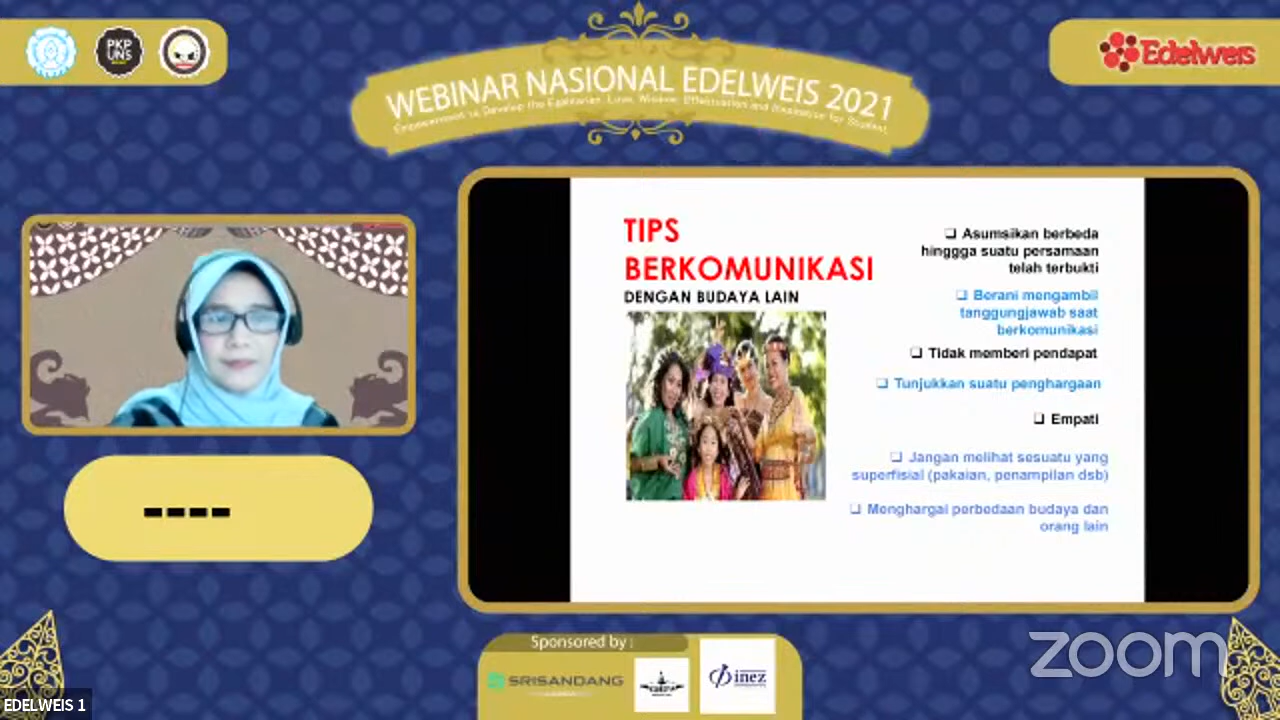 PKP
UNS
Edelweis
WEBINAR NASIONAL EDELWEIS 2021
TIPS
BERKOMUNIKASI
DENGAN BUDAYA LAIN
Asumsikan berbeda
hinggga suatu persamaan
telah terbukti
Berani mengambil
tanggungjawab saat
berkomunikasi
Tidak memberi pendapat
Tunjukkan suatu penghargaan
Empati
Jangan melihat sesuatu yang
superfisial (pakaian, penampilan dsb)
Menghargai perbedaan budaya dan
orang lain
----
Sponsored by :
SRISANDANG
inez
zoom
EDELWEIS 1